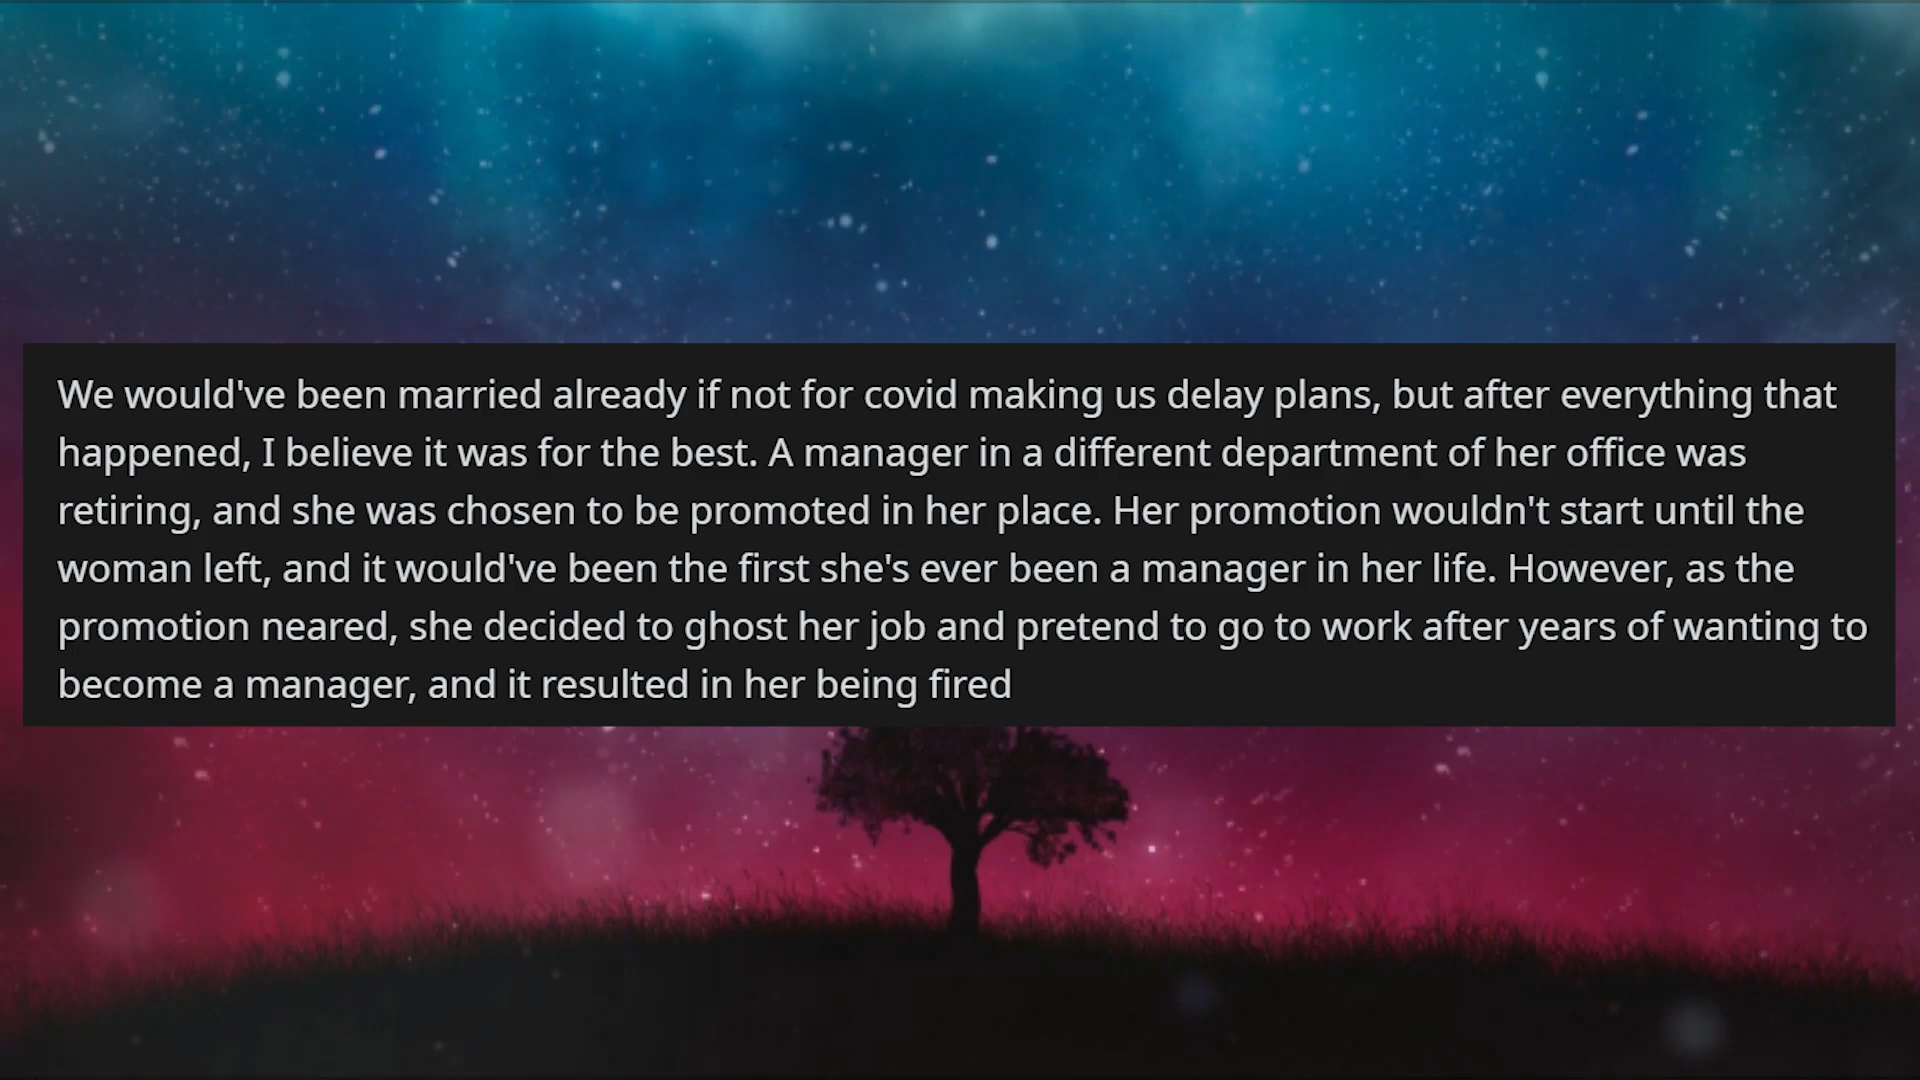 We would've been married already if not for covid making us delay plans, but after everything that
happened, I believe it was for the best. A manager in a different department of her office was
retiring, and she was chosen to be promoted in her place. Her promotion wouldn't start until the
woman left, and it would've been the first she's ever been a manager in her life. However, as the
promotion neared, she decided to ghost her job and pretend to go to work after years of wanting to
become a manager, and it resulted in her being fired